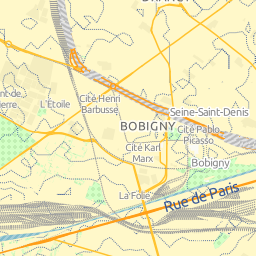 L'Étoile
Cité Henri
Barbusse
Seine-Saint-Denis
BOBIGNY
Cité Pablo
Picasso
Cité Karl
Marx
Bobigny
La Folie
Rue de Paris